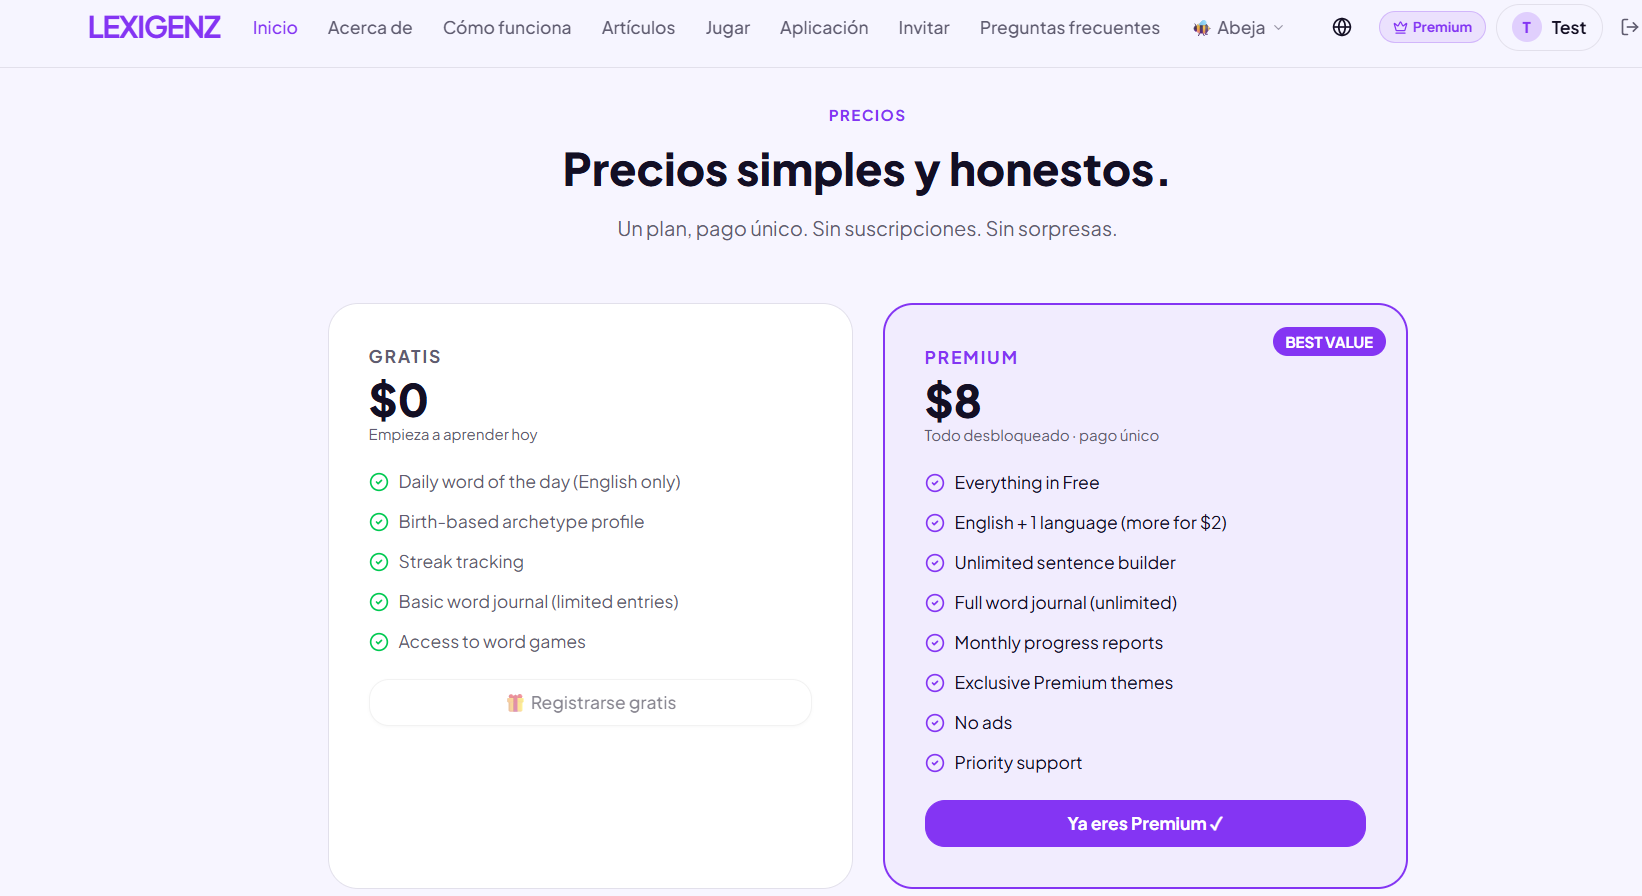 LEXIGENZ Inicio Acerca de Cómo funciona Artículos Jugar Aplicación Invitar Preguntas frecuentes Abeja Premium T Test
PRECIOS
Precios simples y honestos.
Un plan, pago único. Sin suscripciones. Sin sorpresas.
GRATIS
$0
Empieza a aprender hoy
Daily word of the day (English only)
Birth-based archetype profile
Streak tracking
Basic word journal (limited entries)
Access to word games
Registrarse gratis
BEST VALUE
PREMIUM
$8
Todo desbloqueado · pago único
Everything in Free
English + 1 language (more for $2)
Unlimited sentence builder
Full word journal (unlimited)
Monthly progress reports
Exclusive Premium themes
No ads
Priority support
Ya eres Premium ✓